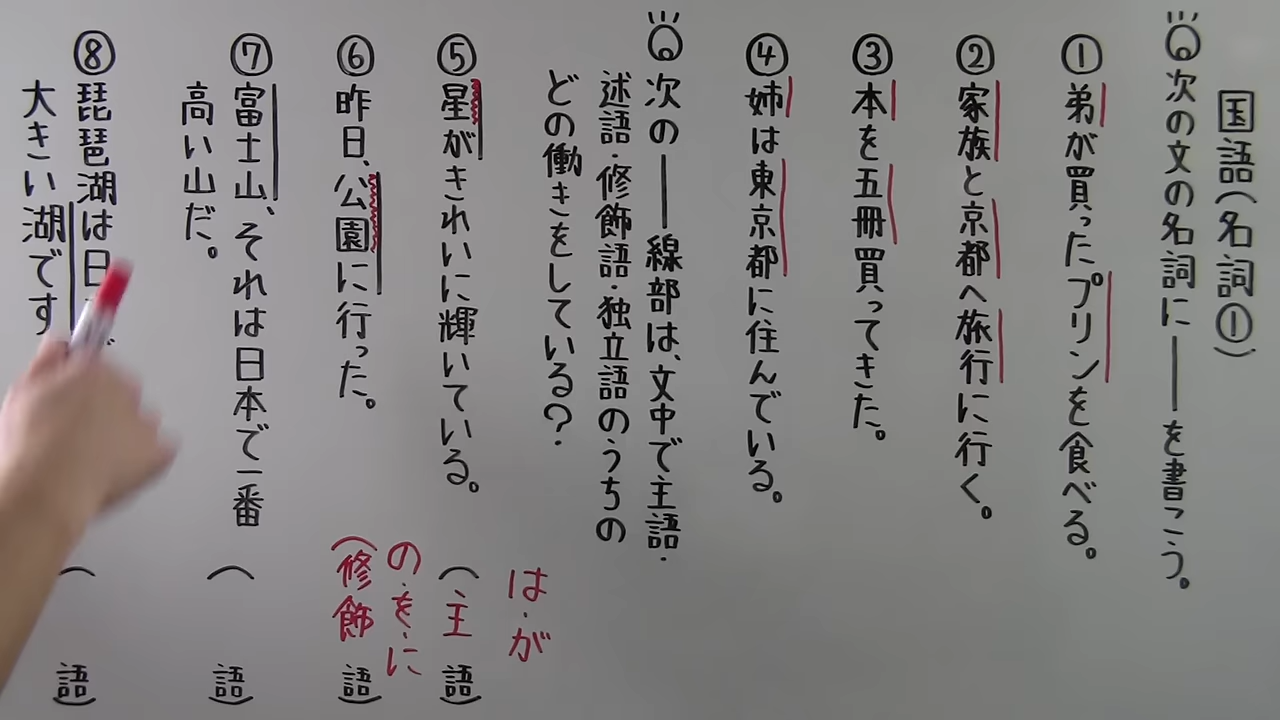 国語(名詞①)
次の文の名詞に――を書こう。
①弟が買ったプリンを食べる。
②家族と京都へ旅行に行く。
③本を五冊買ってきた。
④姉は東京都に住んでいる。
次の――線部は、文中で主語・
述語・修飾語・独立語のうちの
どの働きをしている?
は・が
⑤星がきれいに輝いている。(主語)
の・を・に
⑥昨日、公園に行った。(修飾語)
⑦富士山、それは日本で一番
高い山だ。(語)
⑧琵琶湖は日
大きい湖です(語)